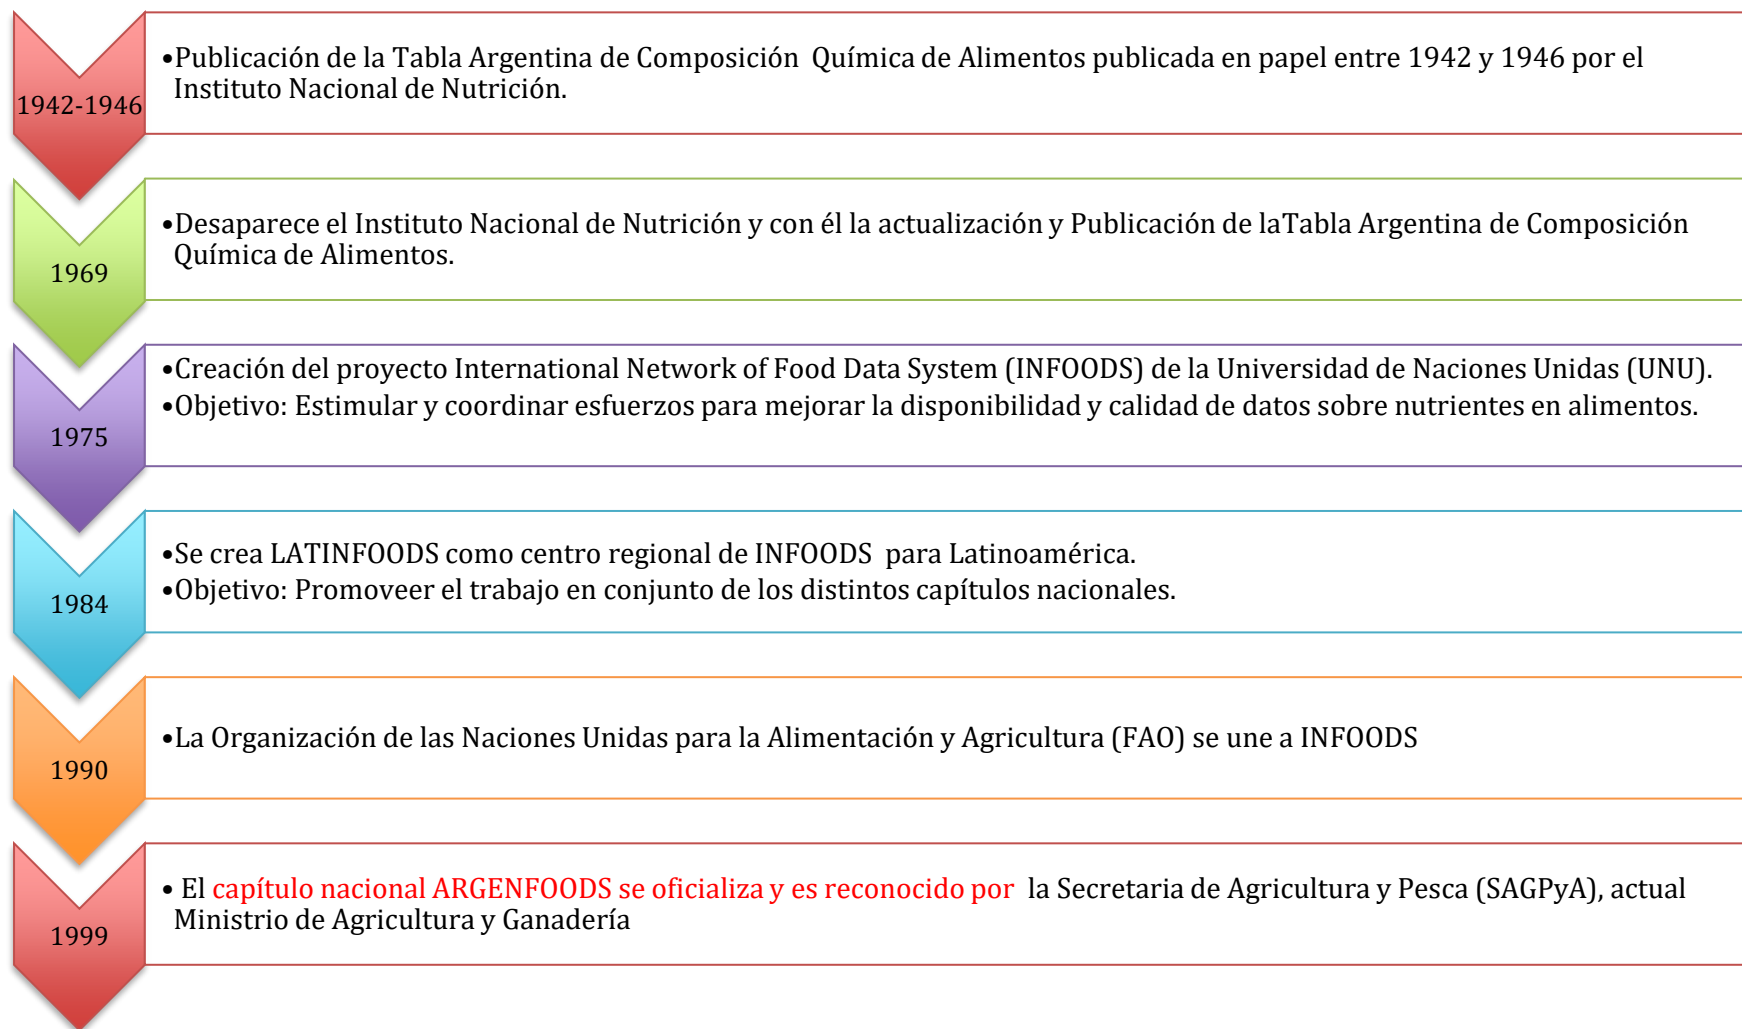 1942-1946
•Publicación de la Tabla Argentina de Composición  Química de Alimentos publicada en papel entre 1942 y 1946 por el
Instituto Nacional de Nutrición.
1969
•Desaparece el Instituto Nacional de Nutrición y con él la actualización y Publicación de laTabla Argentina de Composición
Química de Alimentos.
1975
•Creación del proyecto International Network of Food Data System (INFOODS) de la Universidad de Naciones Unidas (UNU).
•Objetivo: Estimular y coordinar esfuerzos para mejorar la disponibilidad y calidad de datos sobre nutrientes en alimentos.
1984
•Se crea LATINFOODS como centro regional de INFOODS  para Latinoamérica.
•Objetivo: Promoveer el trabajo en conjunto de los distintos capítulos nacionales.
1990
•La Organización de las Naciones Unidas para la Alimentación y Agricultura (FAO) se une a INFOODS
1999
• El capítulo nacional ARGENFOODS se oficializa y es reconocido por  la Secretaria de Agricultura y Pesca (SAGPyA), actual
Ministrio de Agricultura y Ganadería